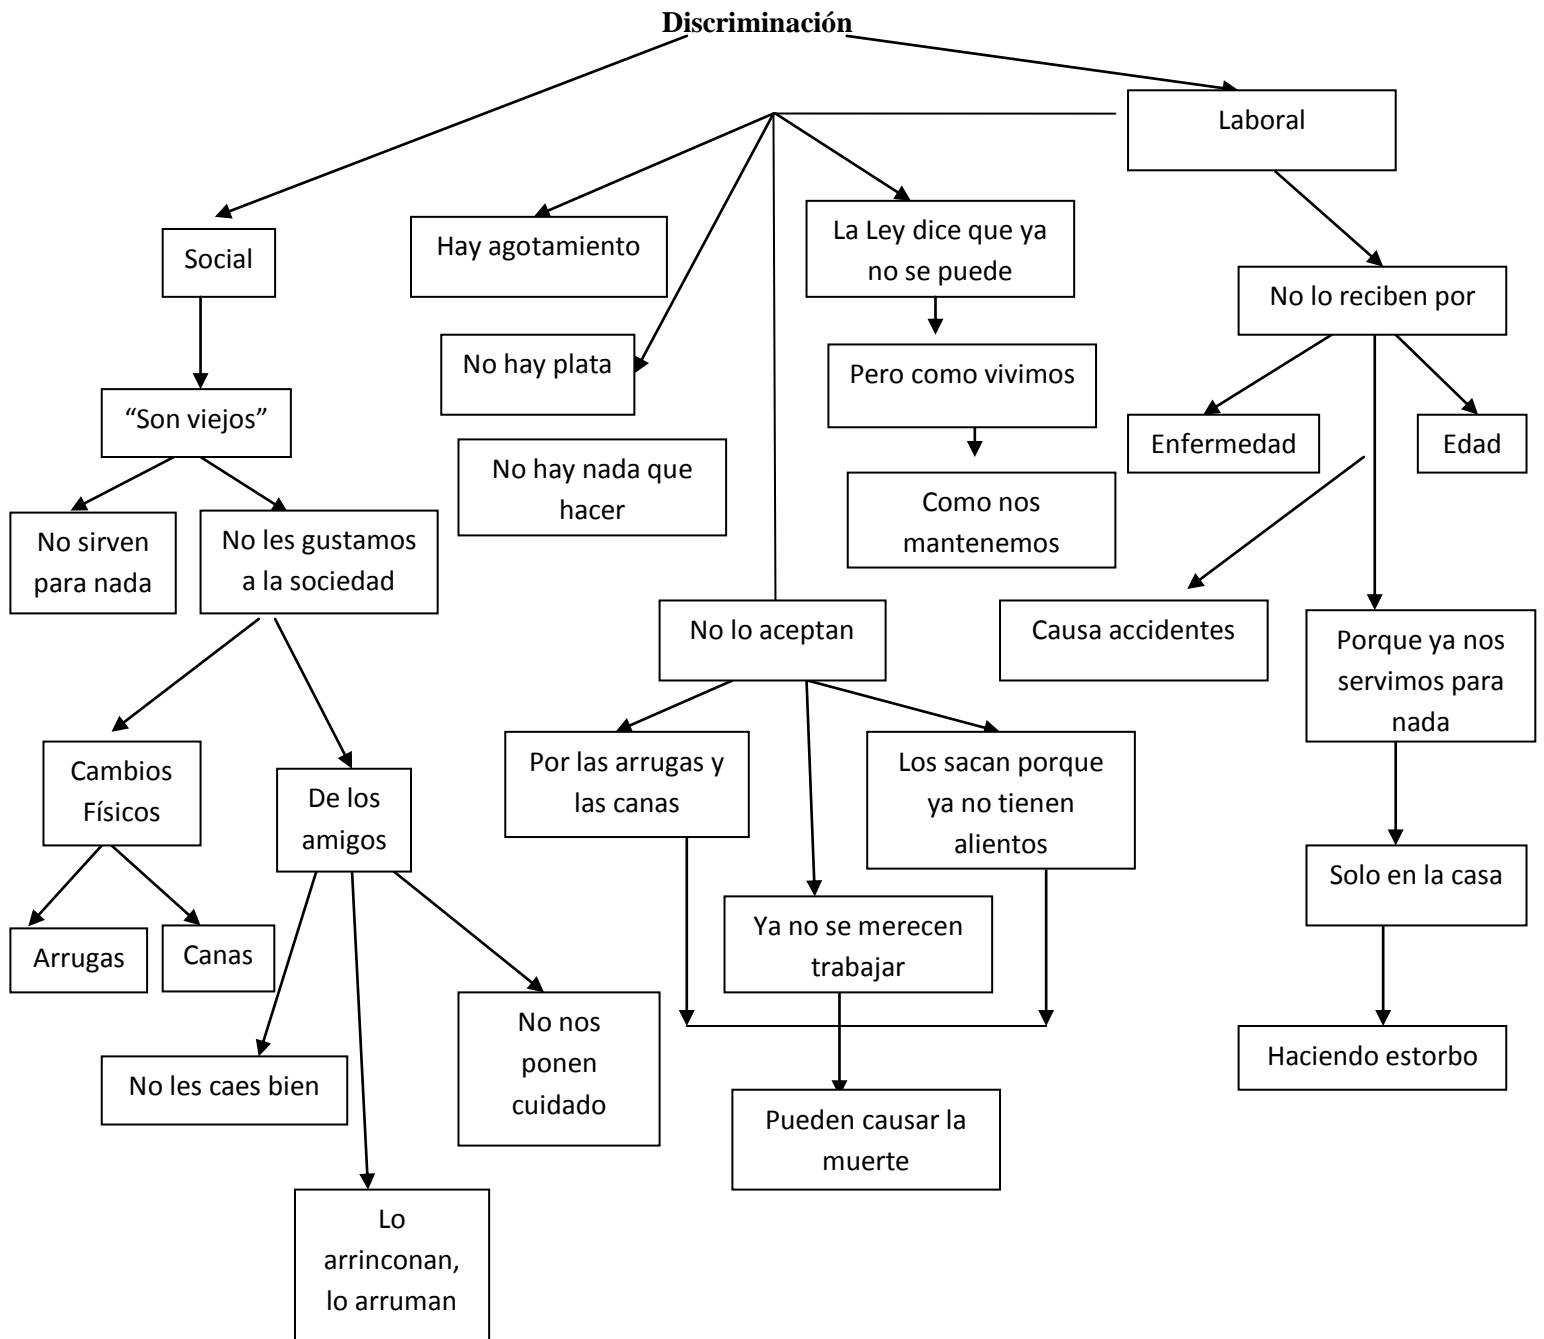 Discriminación
Laboral
Social
Hay agotamiento
La Ley dice que ya
no se puede
No lo reciben por
No hay plata
Pero como vivimos
"Son viejos"
Enfermedad
Edad
No hay nada que
hacer
Como nos
mantenemos
No sirven
para nada
No les gustamos
a la sociedad
No lo aceptan
Causa accidentes
Porque ya nos
servimos para
nada
Cambios
Físicos
De los
amigos
Por las arrugas y
las canas
Los sacan porque
ya no tienen
alientos
Solo en la casa
Arrugas
Canas
Ya no se merecen
trabajar
No nos
ponen
cuidado
Haciendo estorbo
No les caes bien
Pueden causar la
muerte
Lo
arrinconan,
lo arruman